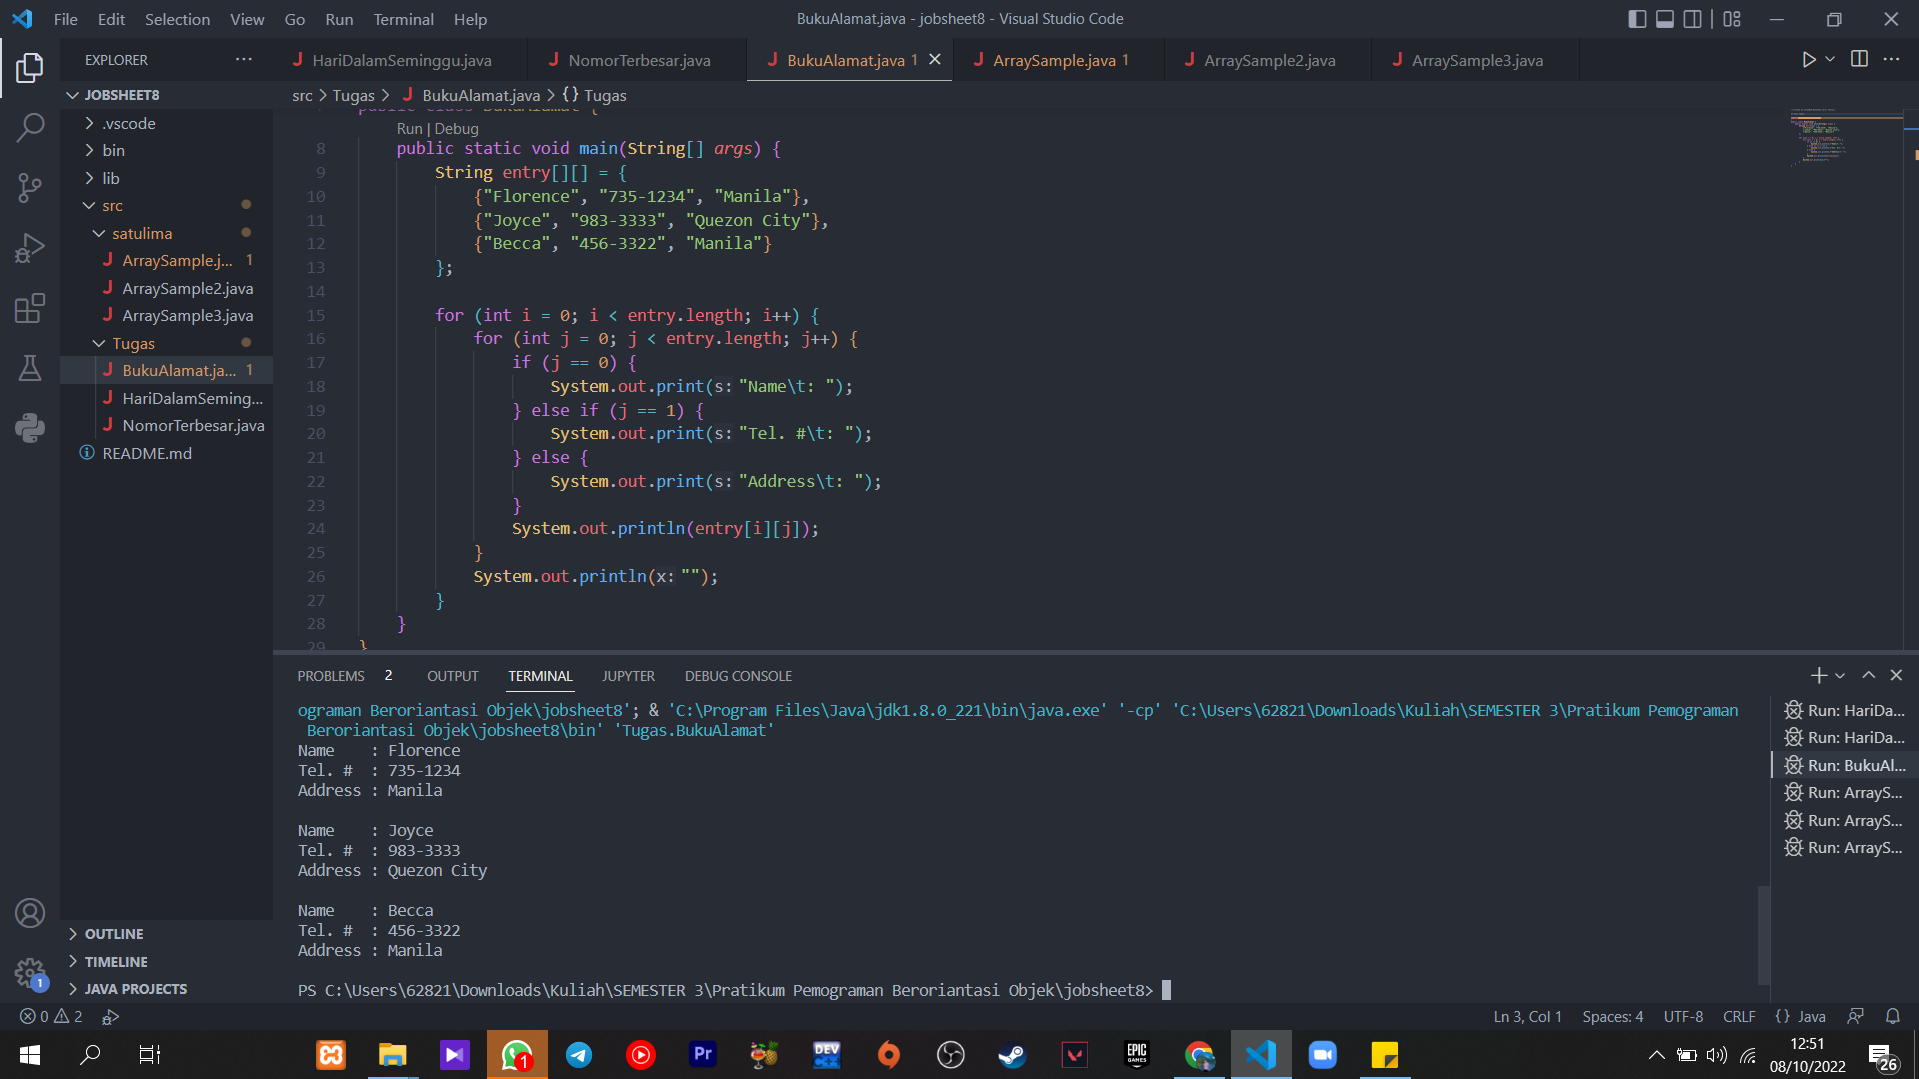 File Edit Selection View Go Run Terminal Help
BukuAlamat.java - jobsheet8 - Visual Studio Code
EXPLORER
HariDalamSeminggu.java
NomorTerbesar.java
BukuAlamat.java 1
ArraySample.java 1
ArraySample2.java
ArraySample3.java
JOBSHEET8
.vscode
bin
lib
src
satulima
ArraySample.j... 1
ArraySample2.java
ArraySample3.java
Tugas
BukuAlamat.ja... 1
HariDalamSeming...
NomorTerbesar.java
README.md
OUTLINE
TIMELINE
JAVA PROJECTS
src > Tugas > BukuAlamat.java > {} Tugas
public class BukuAlamat {
Run | Debug
8 public static void main(String[] args) {
9 String entry[][] = {
10 {"Florence", "735-1234", "Manila"},
11 {"Joyce", "983-3333", "Quezon City"},
12 {"Becca", "456-3322", "Manila"}
13 };
14
15 for (int i = 0; i < entry.length; i++) {
16 for (int j = 0; j < entry.length; j++) {
17 if (j == 0) {
18 System.out.print(s: "Name\t: ");
19 } else if (j == 1) {
20 System.out.print(s: "Tel. #\t: ");
21 } else {
22 System.out.print(s: "Address\t: ");
23 }
24 System.out.println(entry[i][j]);
25 }
26 System.out.println(x: "");
27 }
28 }
29 }
PROBLEMS 2 OUTPUT TERMINAL JUPYTER DEBUG CONSOLE
ograman Beroriantasi Objek\jobsheet8'; & 'C:\Program Files\Java\jdk1.8.0_221\bin\java.exe' '-cp' 'C:\Users\62821\Downloads\Kuliah\SEMESTER 3\Pratikum Pemograman
Beroriantasi Objek\jobsheet8\bin' 'Tugas.BukuAlamat'
Name : Florence
Tel. # : 735-1234
Address : Manila
Name : Joyce
Tel. # : 983-3333
Address : Quezon City
Name : Becca
Tel. # : 456-3322
Address : Manila
PS C:\Users\62821\Downloads\Kuliah\SEMESTER 3\Pratikum Pemograman Beroriantasi Objek\jobsheet8>
Run: HariDa...
Run: HariDa...
Run: BukuAl...
Run: ArrayS...
Run: ArrayS...
Run: ArrayS...
1
0 2
Ln 3, Col 1 Spaces: 4 UTF-8 CRLF {} Java
1
Pr
DEV
C++
EPIC
GAMES
12:51
08/10/2022
26